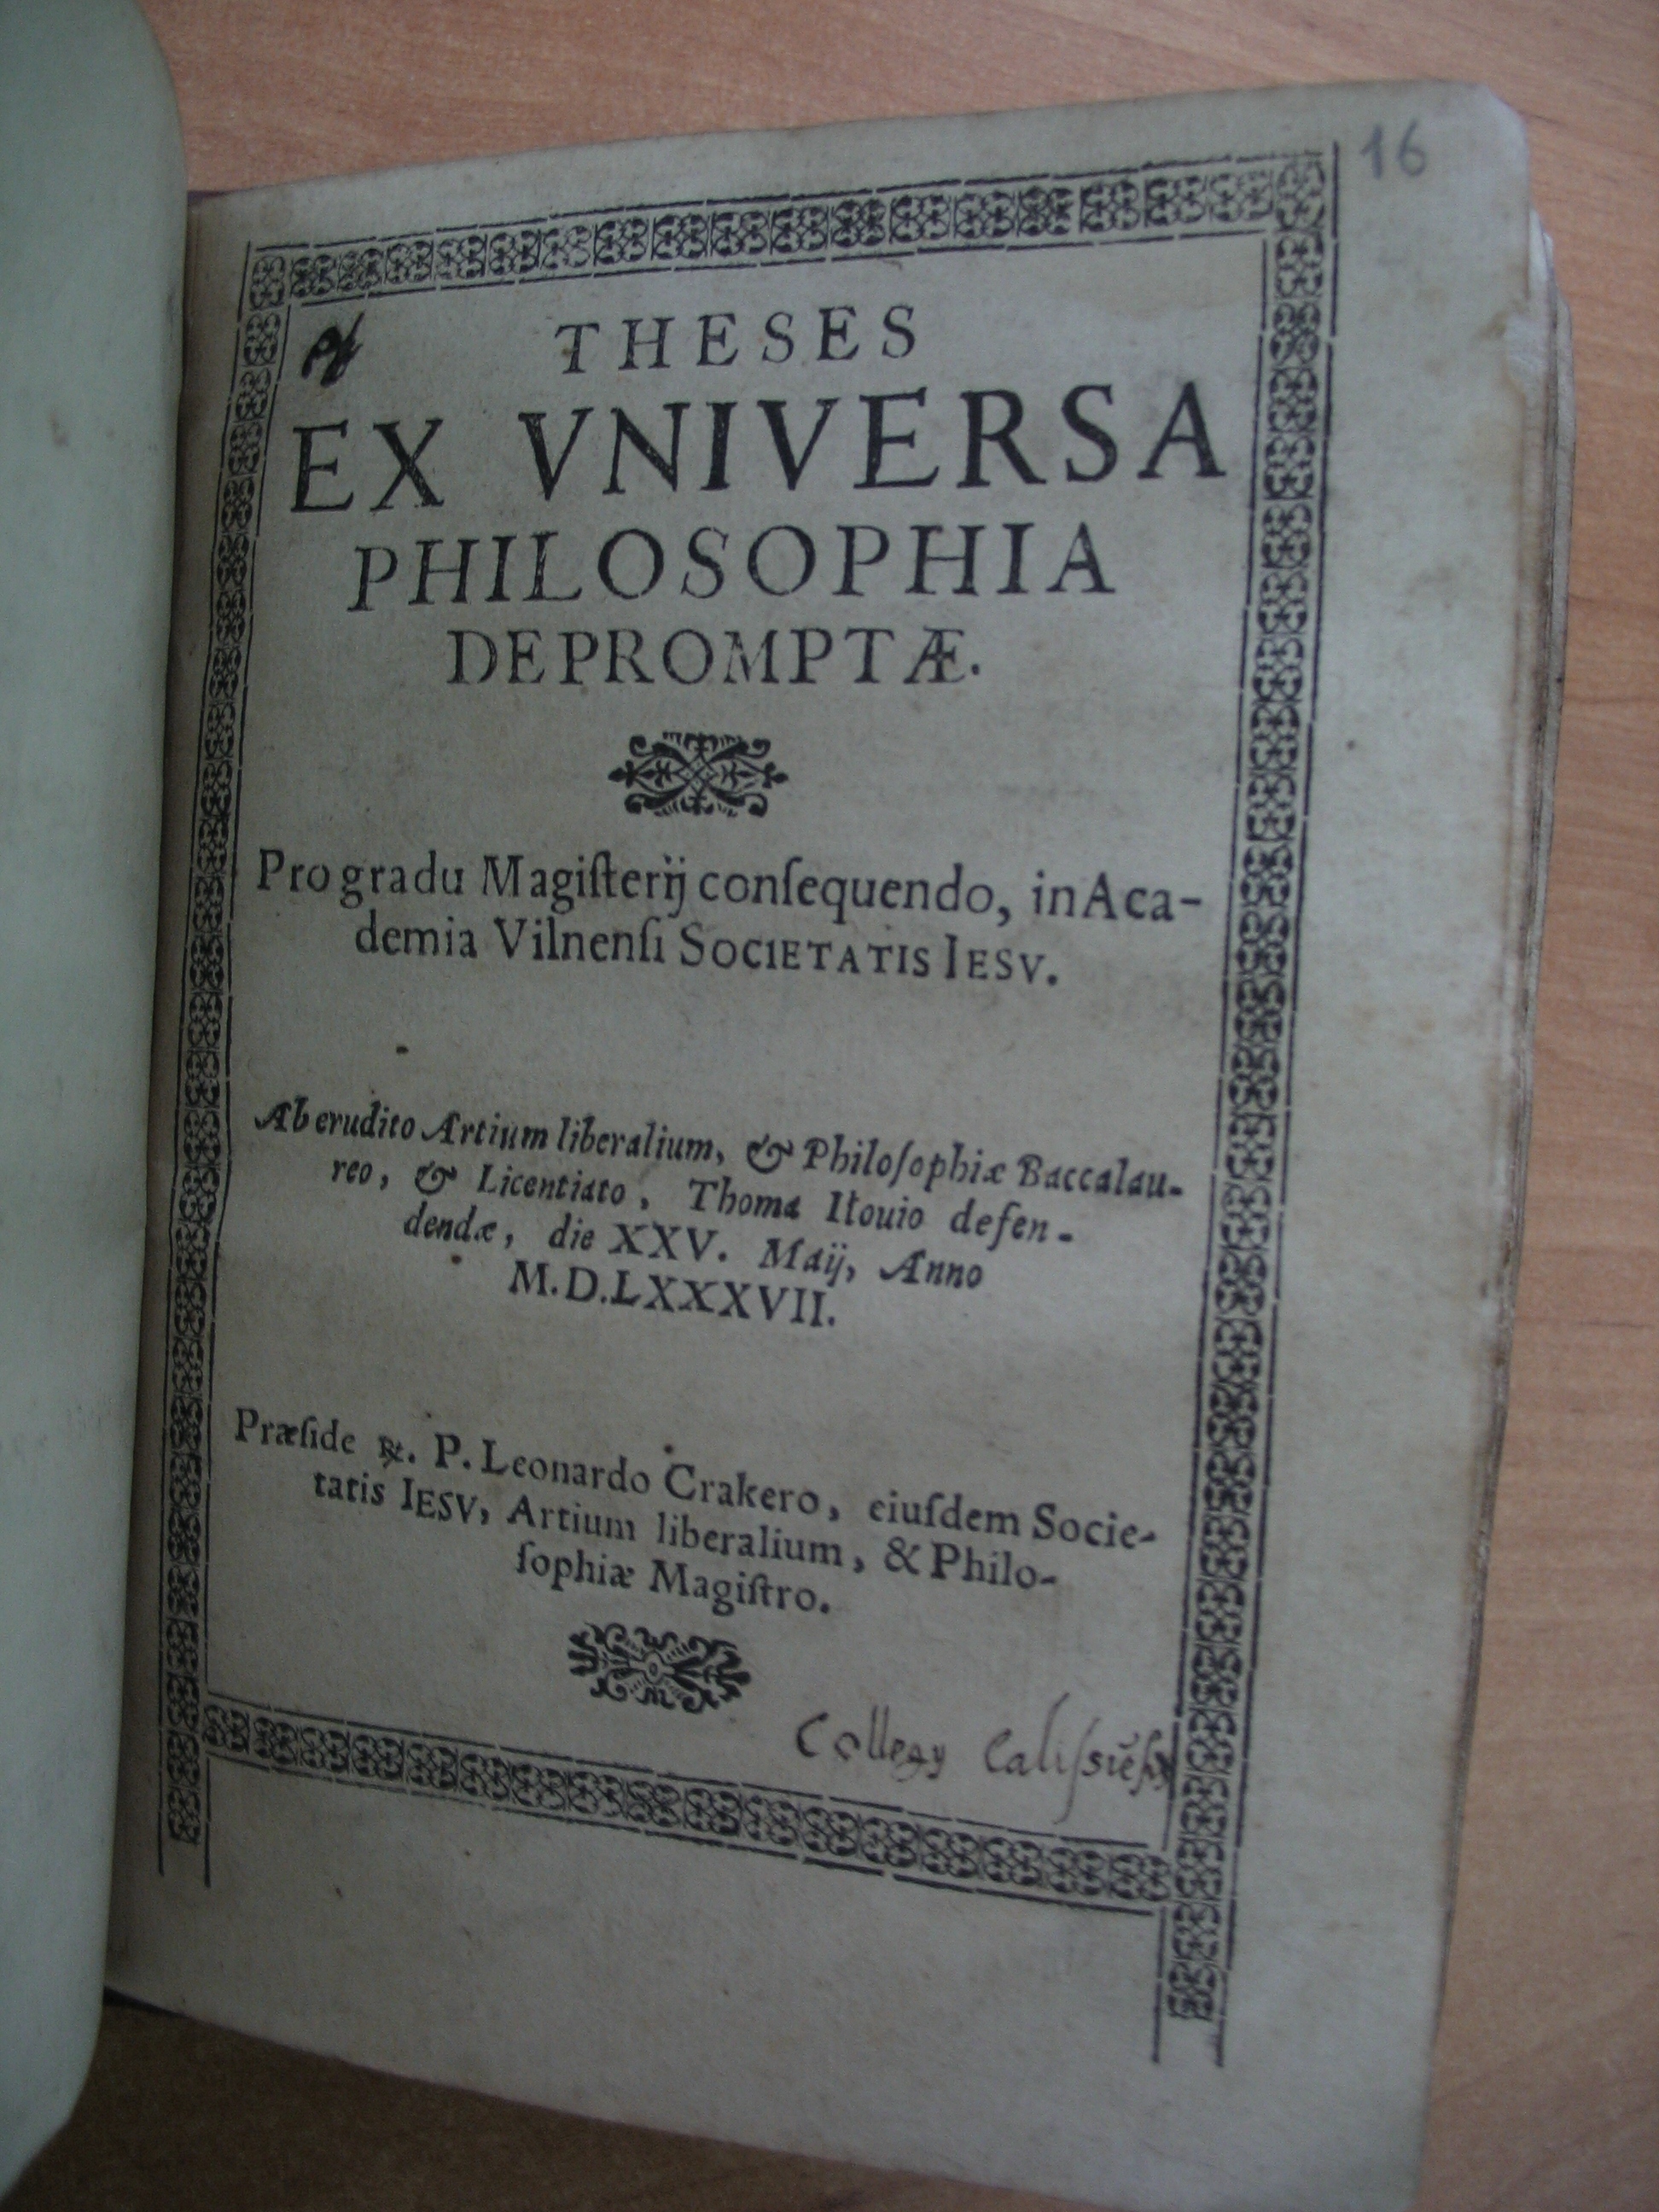 16
THESES
EX VNIVERSA
PHILOSOPHIA
DEPROMPTÆ.
Pro gradu Magiſterij conſequendo, in Aca-
demia Vilnenſi SOCIETATIS IESV.
Ab erudito Artium liberalium, & Philoſophiæ Baccalau-
reo, & Licentiato, Thoma Iłouio defen-
dendæ, die XXV. Maij, Anno
M.D.LXXXVII.
Præſide R. P. Leonardo Crakero, eiuſdem Socie-
tatis IESV, Artium liberalium, & Philo-
ſophiæ Magiſtro.
Collegy